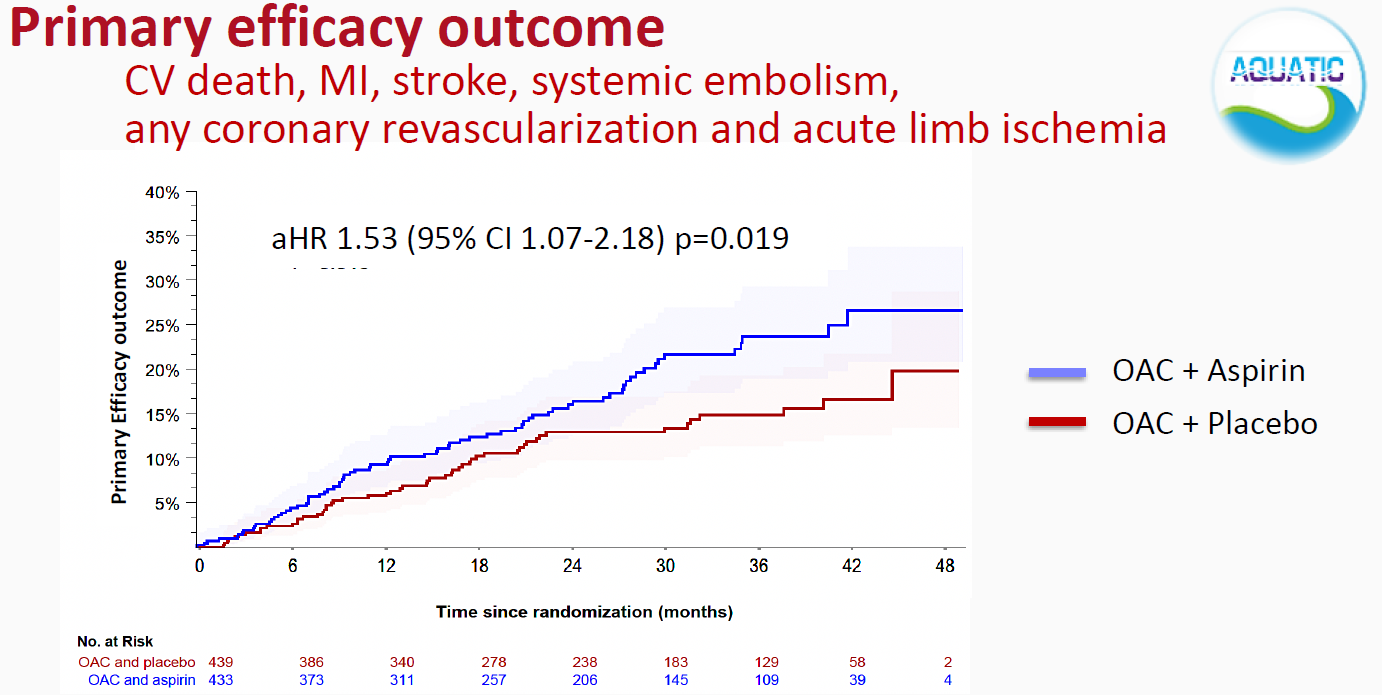 Primary efficacy outcome
CV death, MI, stroke, systemic embolism,
any coronary revascularization and acute limb ischemia
AQUATIC
aHR 1.53 (95% CI 1.07-2.18) p=0.019
Primary Efficacy outcome
40%
35%
30%
25%
20%
15%
10%
5%
0 6 12 18 24 30 36 42 48
Time since randomization (months)
OAC + Aspirin
OAC + Placebo
No. at Risk
OAC and placebo 439 386 340 278 238 183 129 58 2
OAC and aspirin 433 373 311 257 206 145 109 39 4